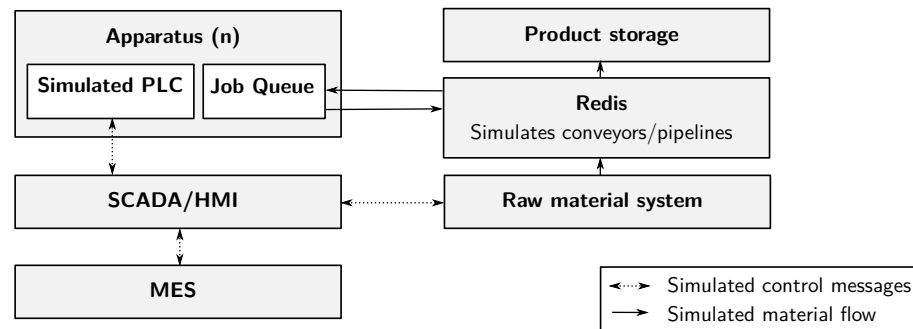 Apparatus (n)
Simulated PLC
Job Queue
Product storage
Redis
Simulates conveyors/pipelines
SCADA/HMI
Raw material system
MES
Simulated control messages
Simulated material flow